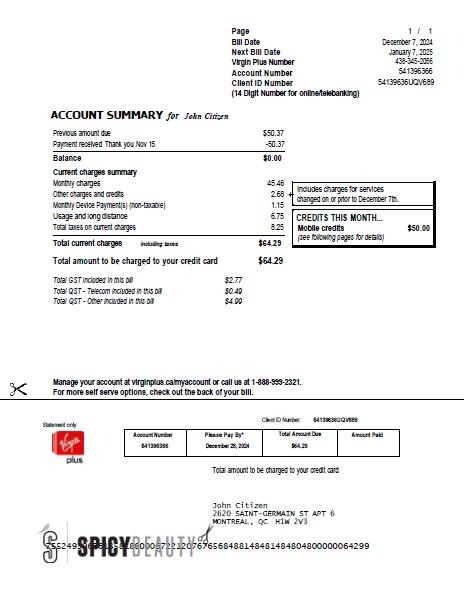 Page 1 / 1
Bill Date December 7, 2024
Next Bill Date January 7, 2025
Virgin Plus Number 438-345-2056
Account Number 541396366
Client ID Number 54139636UQV689
(14 Digit Number for online/telebanking)
ACCOUNT SUMMARY for John Citizen
Previous amount due $50.37
Payment received Thank you Nov 15 -50.37
Balance $0.00
Current charges summary
Monthly charges 45.46
Other charges and credits 2.68
Monthly Device Payment(s) (non-taxable) 1.15
Usage and long distance 6.75
Total taxes on current charges 8.25
Total current charges including taxes $64.29
Total amount to be charged to your credit card $64.29
Includes charges for services
changed on or prior to December 7th.
CREDITS THIS MONTH...
Mobile credits $50.00
(see following pages for details)
Total GST included in this bill $2.77
Total QST - Telecom included in this bill $0.49
Total QST - Other included in this bill $4.99
Manage your account at virginplus.ca/myaccount or call us at 1-888-999-2321.
For more self serve options, check out the back of your bill.
Client ID Number: 54139636UQV689
Statement only
Virgin
plus
Account Number Please Pay By* Total Amount Due Amount Paid
541396366 December 28, 2024 $64.29
Total amount to be charged to your credit card
John Citizen
2620 SAINT-GERMAIN ST APT 6
MONTREAL, QC H1W 2V3
SPICYBEAUTY